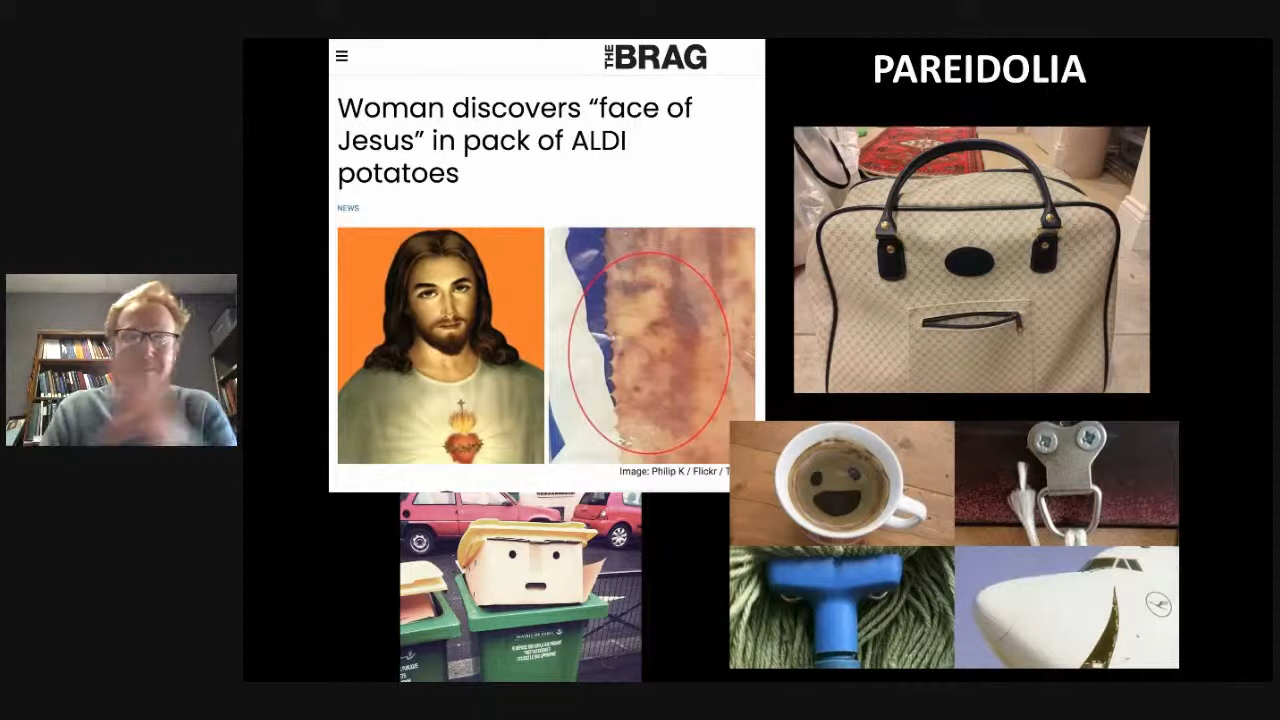 THE BRAG
PAREIDOLIA
Woman discovers “face of
Jesus” in pack of ALDI
potatoes
NEWS
Image: Philip K / Flickr / T